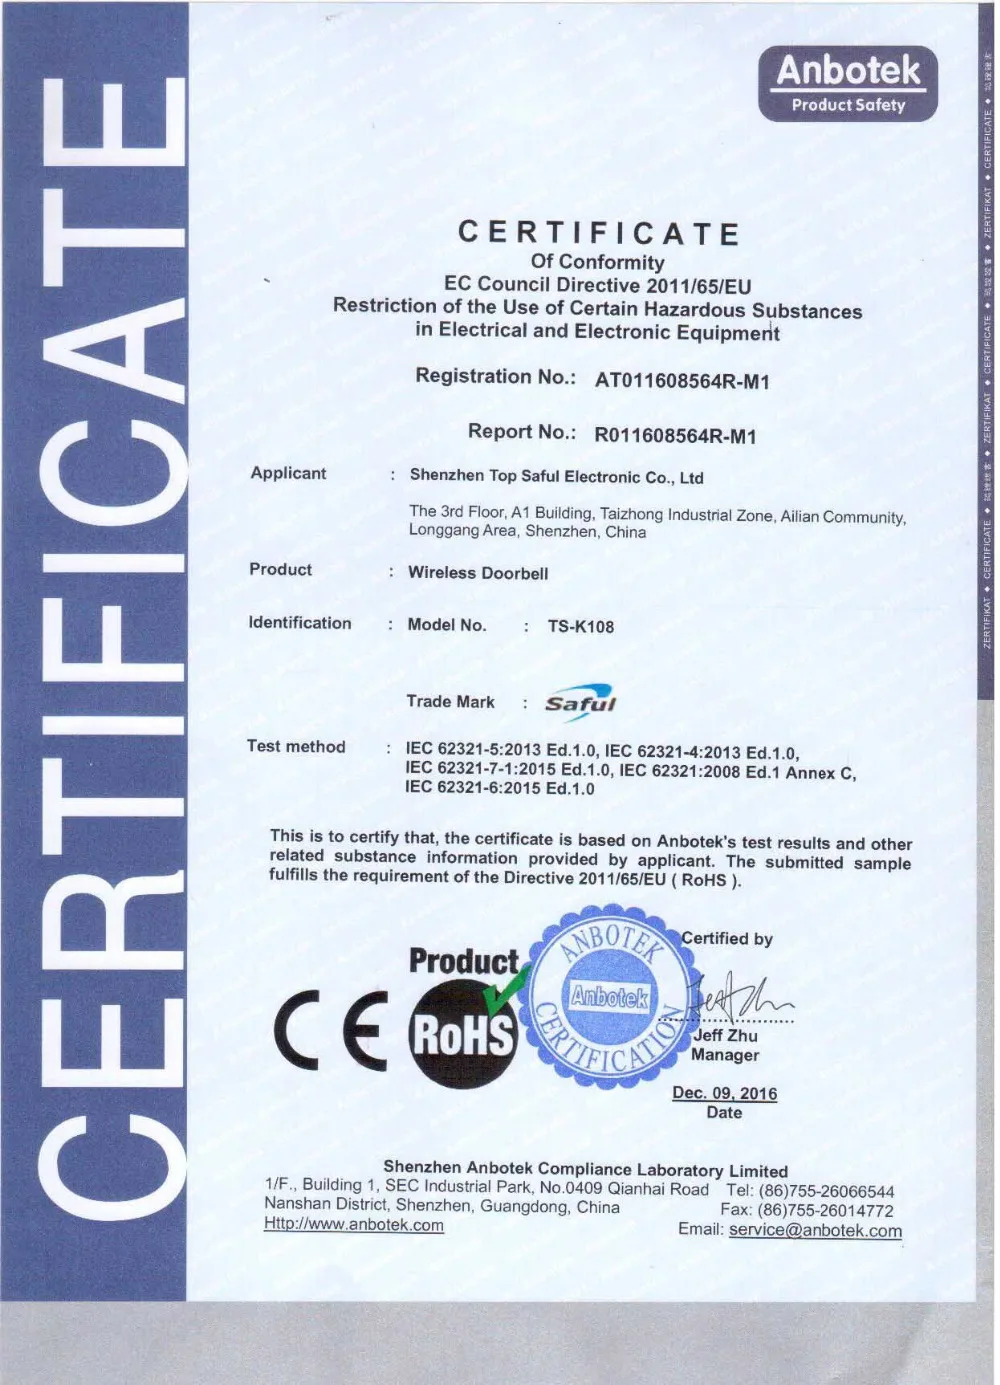 CERTIFICATE
Anbotek
Product Safety
CERTIFICATE
Of Conformity
EC Council Directive 2011/65/EU
Restriction of the Use of Certain Hazardous Substances
in Electrical and Electronic Equipment
Registration No.: AT011608564R-M1
Report No.: R011608564R-M1
Applicant : Shenzhen Top Saful Electronic Co., Ltd
The 3rd Floor, A1 Building, Taizhong Industrial Zone, Ailian Community,
Longgang Area, Shenzhen, China
Product : Wireless Doorbell
Identification : Model No. : TS-K108
Trade Mark : Saful
Test method : IEC 62321-5:2013 Ed.1.0, IEC 62321-4:2013 Ed.1.0,
IEC 62321-7-1:2015 Ed.1.0, IEC 62321:2008 Ed.1 Annex C,
IEC 62321-6:2015 Ed.1.0
This is to certify that, the certificate is based on Anbotek's test results and other
related substance information provided by applicant. The submitted sample
fulfills the requirement of the Directive 2011/65/EU ( RoHS ).
CE
Product
RoHS
ANBOTEK
Anbotek
CERTIFICATION
Certified by
Jeff Zhu
Jeff Zhu
Manager
Dec. 09, 2016
Date
Shenzhen Anbotek Compliance Laboratory Limited
1/F., Building 1, SEC Industrial Park, No.0409 Qianhai Road Tel: (86)755-26066544
Nanshan District, Shenzhen, Guangdong, China Fax: (86)755-26014772
Http://www.anbotek.com Email: service@anbotek.com
ZERTIFIKAT ◆ CERTIFICATE ◆
ZERTIFIKAT ◆ CERTIFICATE ◆
ZERTIFIKAT ◆ CERTIFICATE ◆